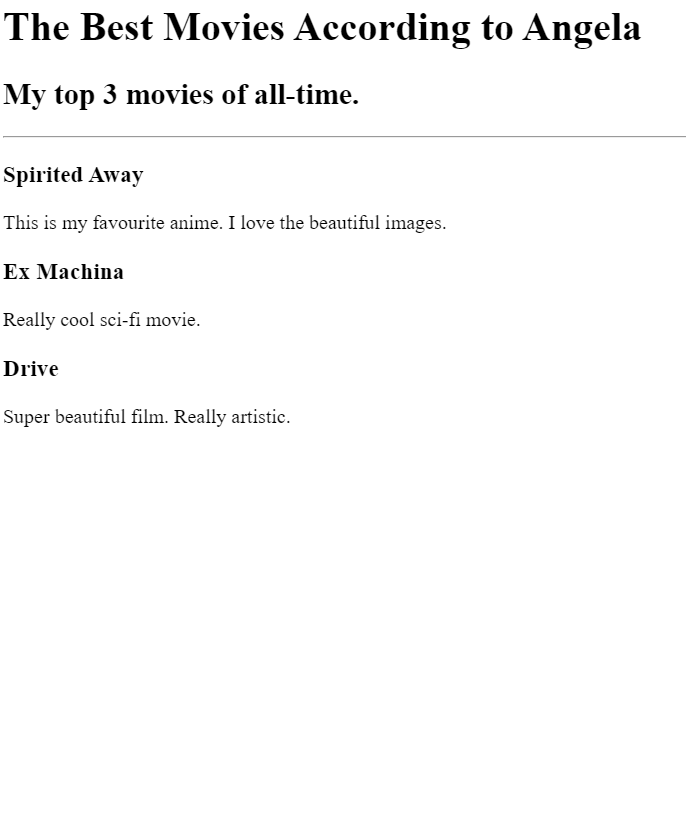 The Best Movies According to Angela
My top 3 movies of all-time.
Spirited Away
This is my favourite anime. I love the beautiful images.
Ex Machina
Really cool sci-fi movie.
Drive
Super beautiful film. Really artistic.